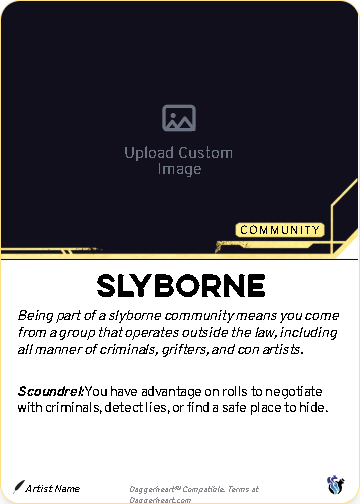 Upload Custom
Image
COMMUNITY
SLYBORNE
Being part of a slyborne community means you come
from a group that operates outside the law, including
all manner of criminals, grifters, and con artists.
Scoundrel: You have advantage on rolls to negotiate
with criminals, detect lies, or find a safe place to hide.
Artist Name
Daggerheart™ Compatible. Terms at
Daggerheart.com